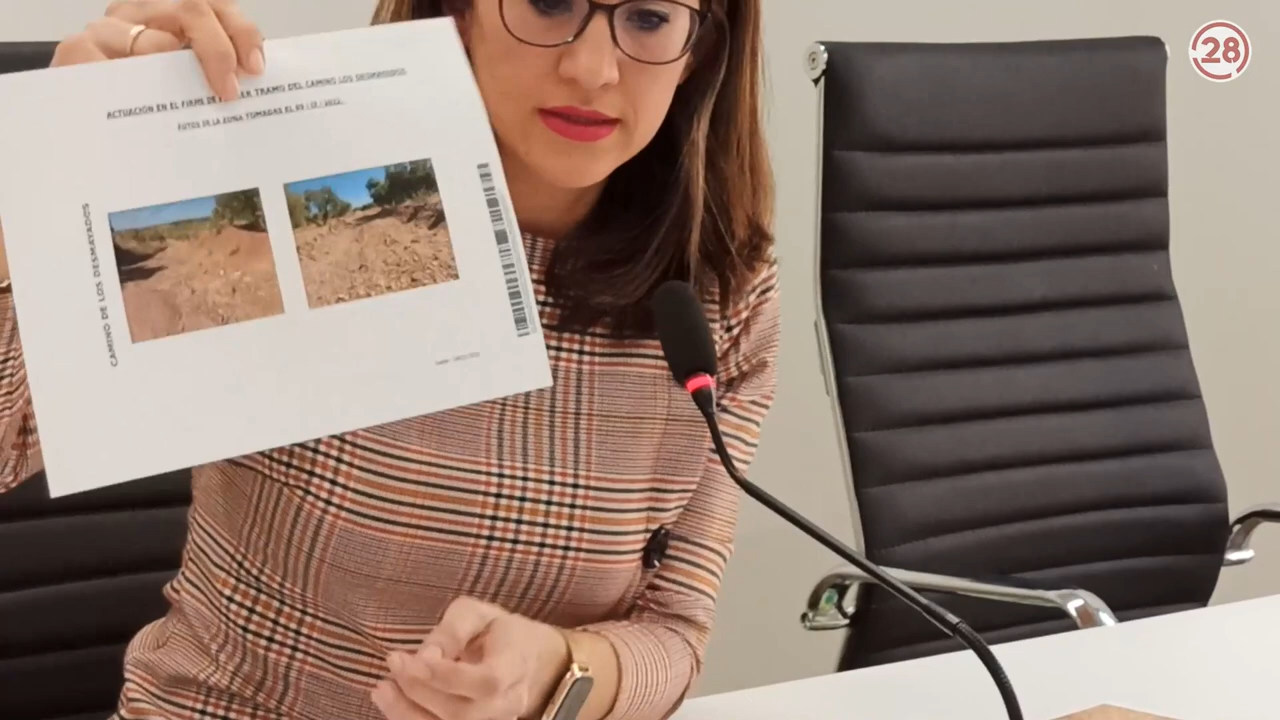 28
ACTUACIÓN EN EL FIRME DE ER TRAMO DEL CAMINO LOS DESMAYADOS
FOTOS DE LA ZONA TOMADAS EL
CAMINO DE LOS DESMAYADOS